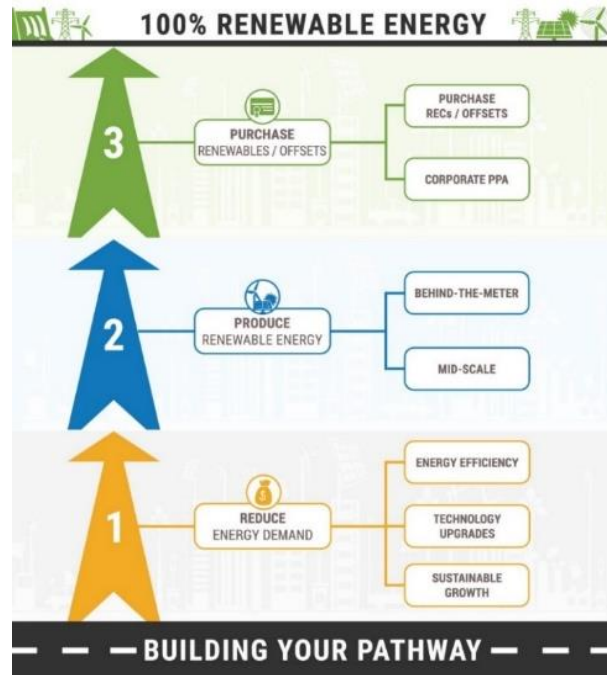 100% RENEWABLE ENERGY
3
PURCHASE
RENEWABLES / OFFSETS
PURCHASE
RECs / OFFSETS
CORPORATE PPA
2
PRODUCE
RENEWABLE ENERGY
BEHIND-THE-METER
MID-SCALE
1
$
REDUCE
ENERGY DEMAND
ENERGY EFFICIENCY
TECHNOLOGY
UPGRADES
SUSTAINABLE
GROWTH
BUILDING YOUR PATHWAY